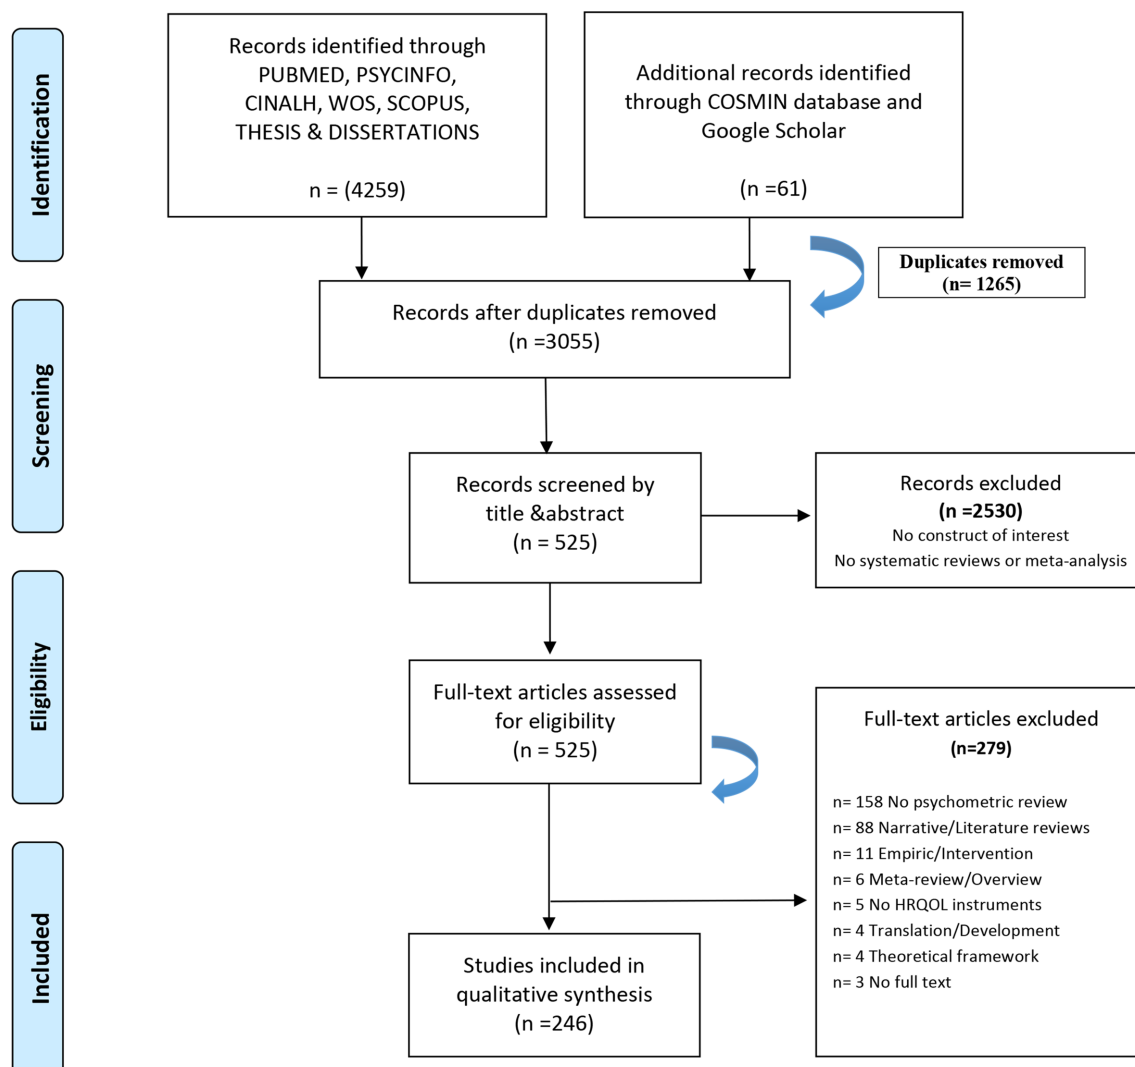 Identification
Records identified through
PUBMED, PSYCINFO,
CINALH, WOS, SCOPUS,
THESIS & DISSERTATIONS
n = (4259)
Additional records identified
through COSMIN database and
Google Scholar
(n =61)
Duplicates removed
(n= 1265)
Records after duplicates removed
(n =3055)
Screening
Records screened by
title &abstract
(n = 525)
Records excluded
(n =2530)
No construct of interest
No systematic reviews or meta-analysis
Eligibility
Full-text articles assessed
for eligibility
(n = 525)
Full-text articles excluded
(n=279)
n= 158 No psychometric review
n= 88 Narrative/Literature reviews
n= 11 Empiric/Intervention
n= 6 Meta-review/Overview
n= 5 No HRQOL instruments
n= 4 Translation/Development
n= 4 Theoretical framework
n= 3 No full text
Included
Studies included in
qualitative synthesis
(n =246)